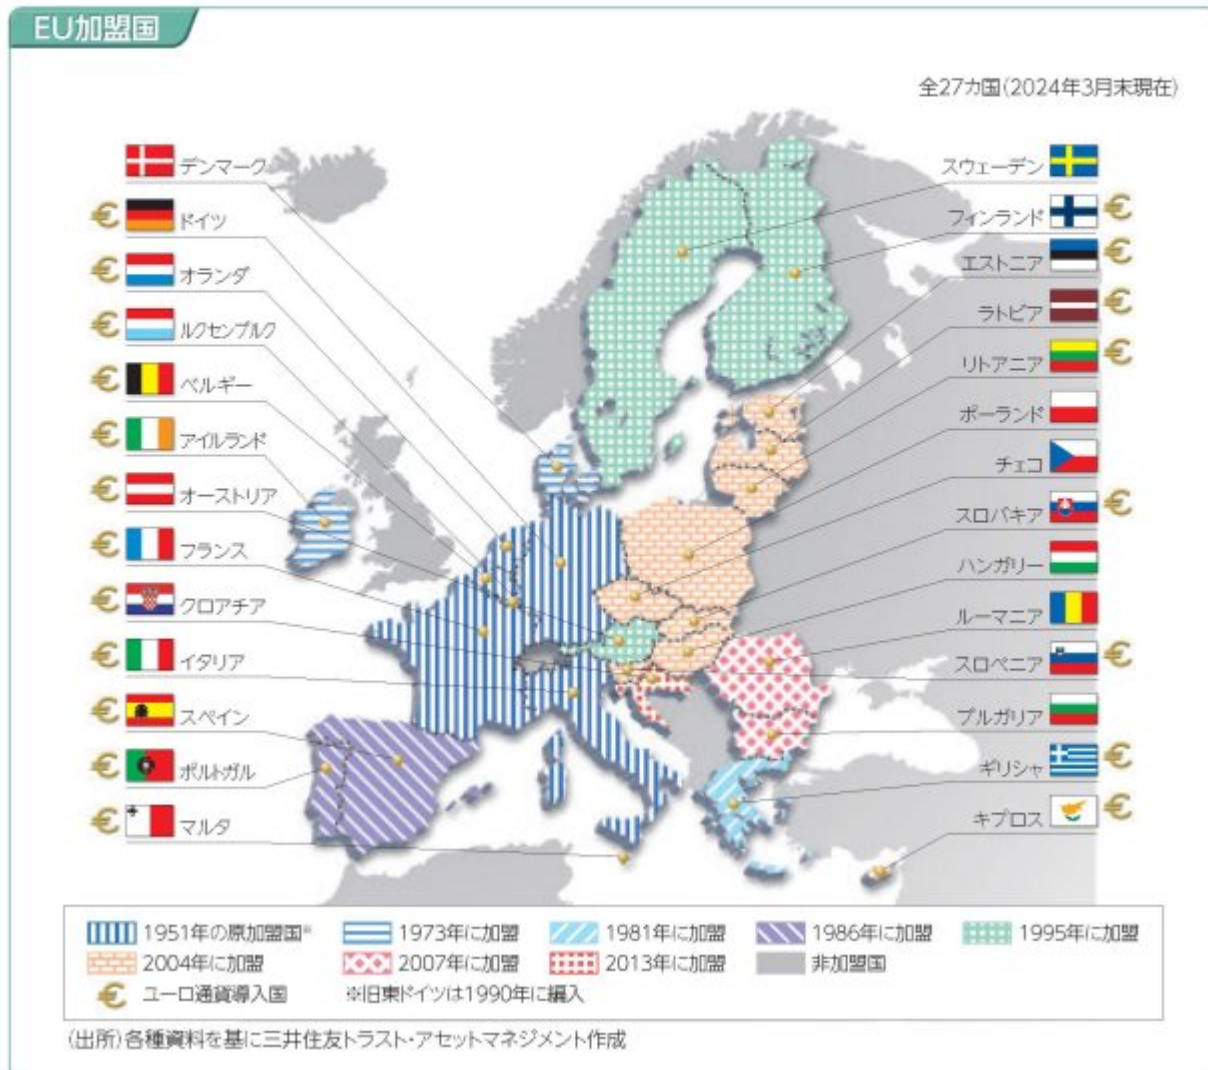 EU加盟国
全27カ国(2024年3月末現在)
デンマーク
€ ドイツ
€ オランダ
€ ルクセンブルク
€ ベルギー
€ アイルランド
€ オーストリア
€ フランス
€ クロアチア
€ イタリア
€ スペイン
€ ポルトガル
€ マルタ
スウェーデン
フィンランド €
エストニア €
ラトビア €
リトアニア €
ポーランド
チェコ
スロバキア €
ハンガリー
ルーマニア
スロベニア €
ブルガリア
ギリシャ €
キプロス €
1951年の原加盟国※ 1973年に加盟 1981年に加盟 1986年に加盟 1995年に加盟
2004年に加盟 2007年に加盟 2013年に加盟 非加盟国
€ ユーロ通貨導入国 ※旧東ドイツは1990年に編入
(出所)各種資料を基に三井住友トラスト・アセットマネジメント作成